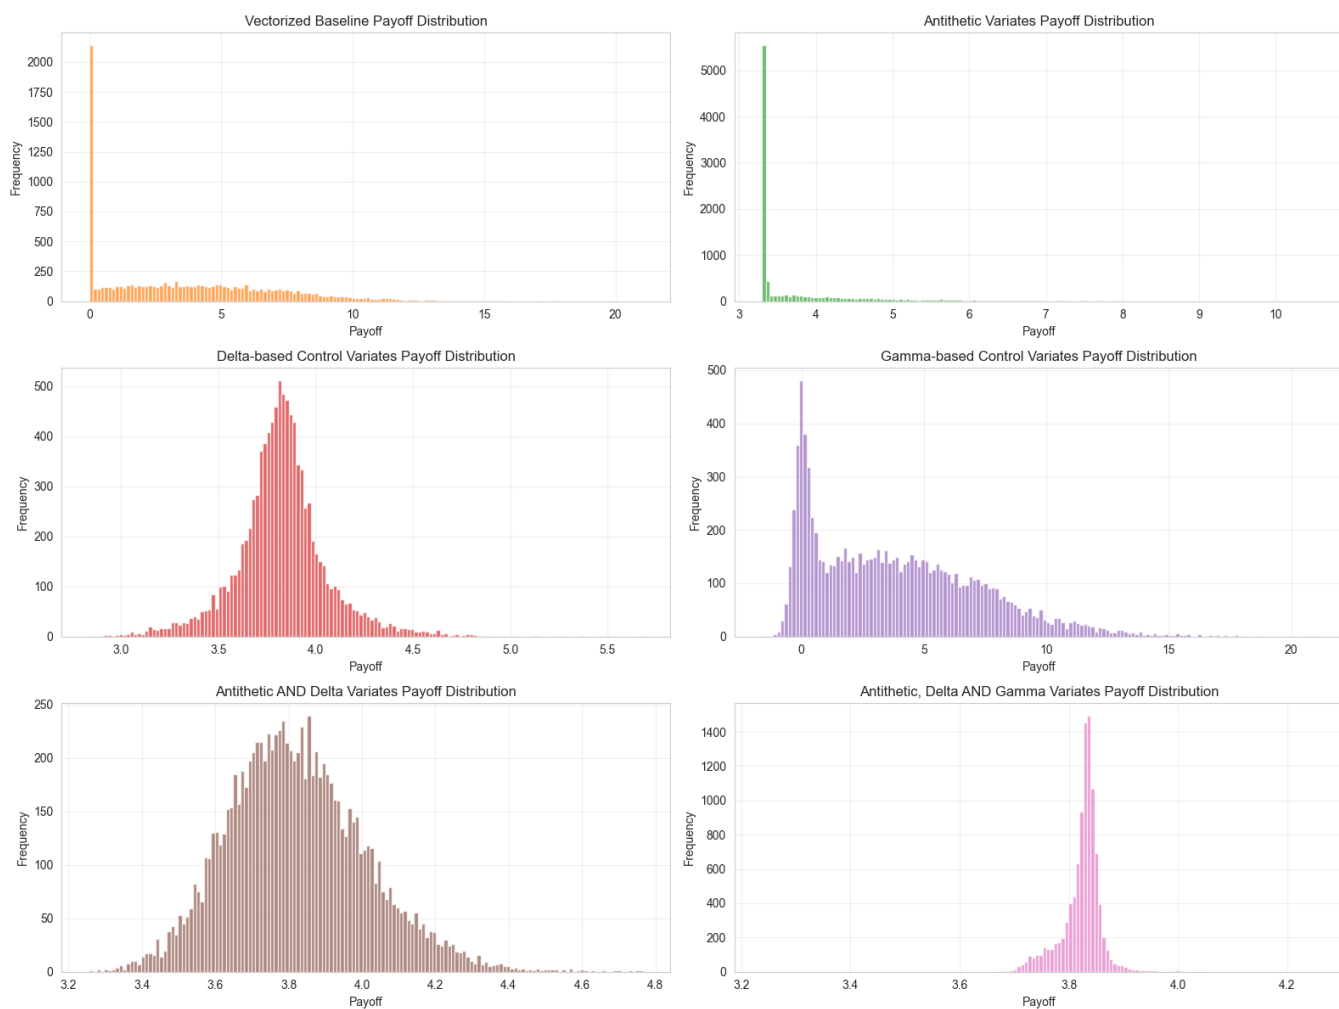 Vectorized Baseline Payoff Distribution
Frequency
2000
1750
1500
1250
1000
750
500
250
0
0 5 10 15 20
Payoff
Antithetic Variates Payoff Distribution
Frequency
5000
4000
3000
2000
1000
0
3 4 5 6 7 8 9 10
Payoff
Delta-based Control Variates Payoff Distribution
Frequency
500
400
300
200
100
0
3.0 3.5 4.0 4.5 5.0 5.5
Payoff
Gamma-based Control Variates Payoff Distribution
Frequency
500
400
300
200
100
0
0 5 10 15 20
Payoff
Antithetic AND Delta Variates Payoff Distribution
Frequency
250
200
150
100
50
0
3.2 3.4 3.6 3.8 4.0 4.2 4.4 4.6 4.8
Payoff
Antithetic, Delta AND Gamma Variates Payoff Distribution
Frequency
1400
1200
1000
800
600
400
200
0
3.2 3.4 3.6 3.8 4.0 4.2
Payoff